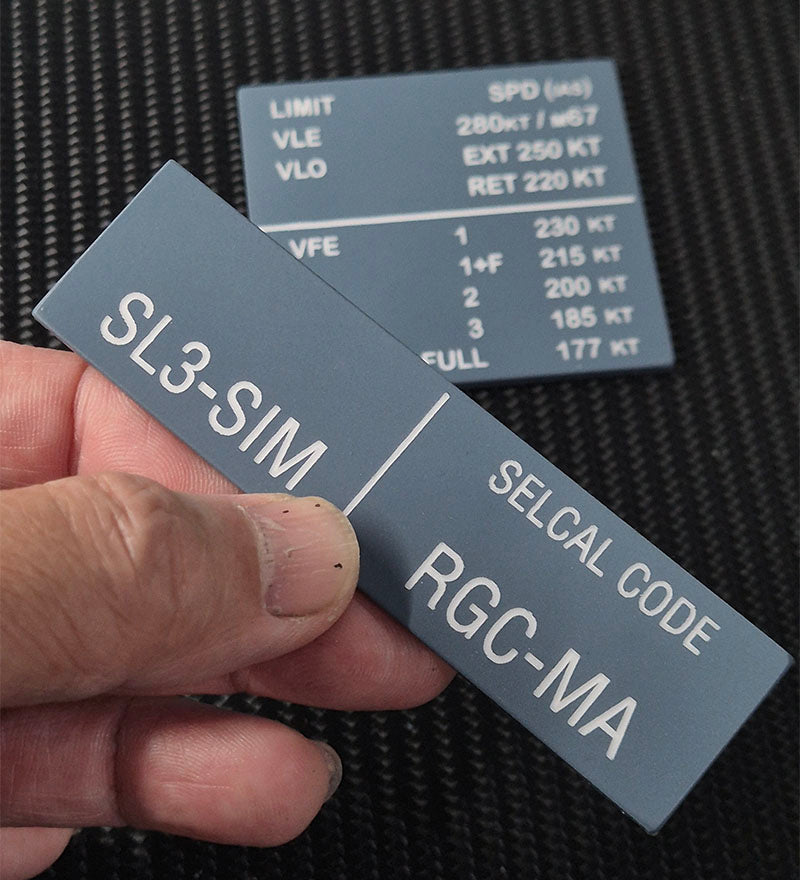 LIMIT SPD (IAS)
VLE 280KT / M67
VLO EXT 250 KT
RET 220 KT
VFE 1 230 KT
1+F 215 KT
2 200 KT
3 185 KT
FULL 177 KT
SL3-SIM
SELCAL CODE
RGC-MA